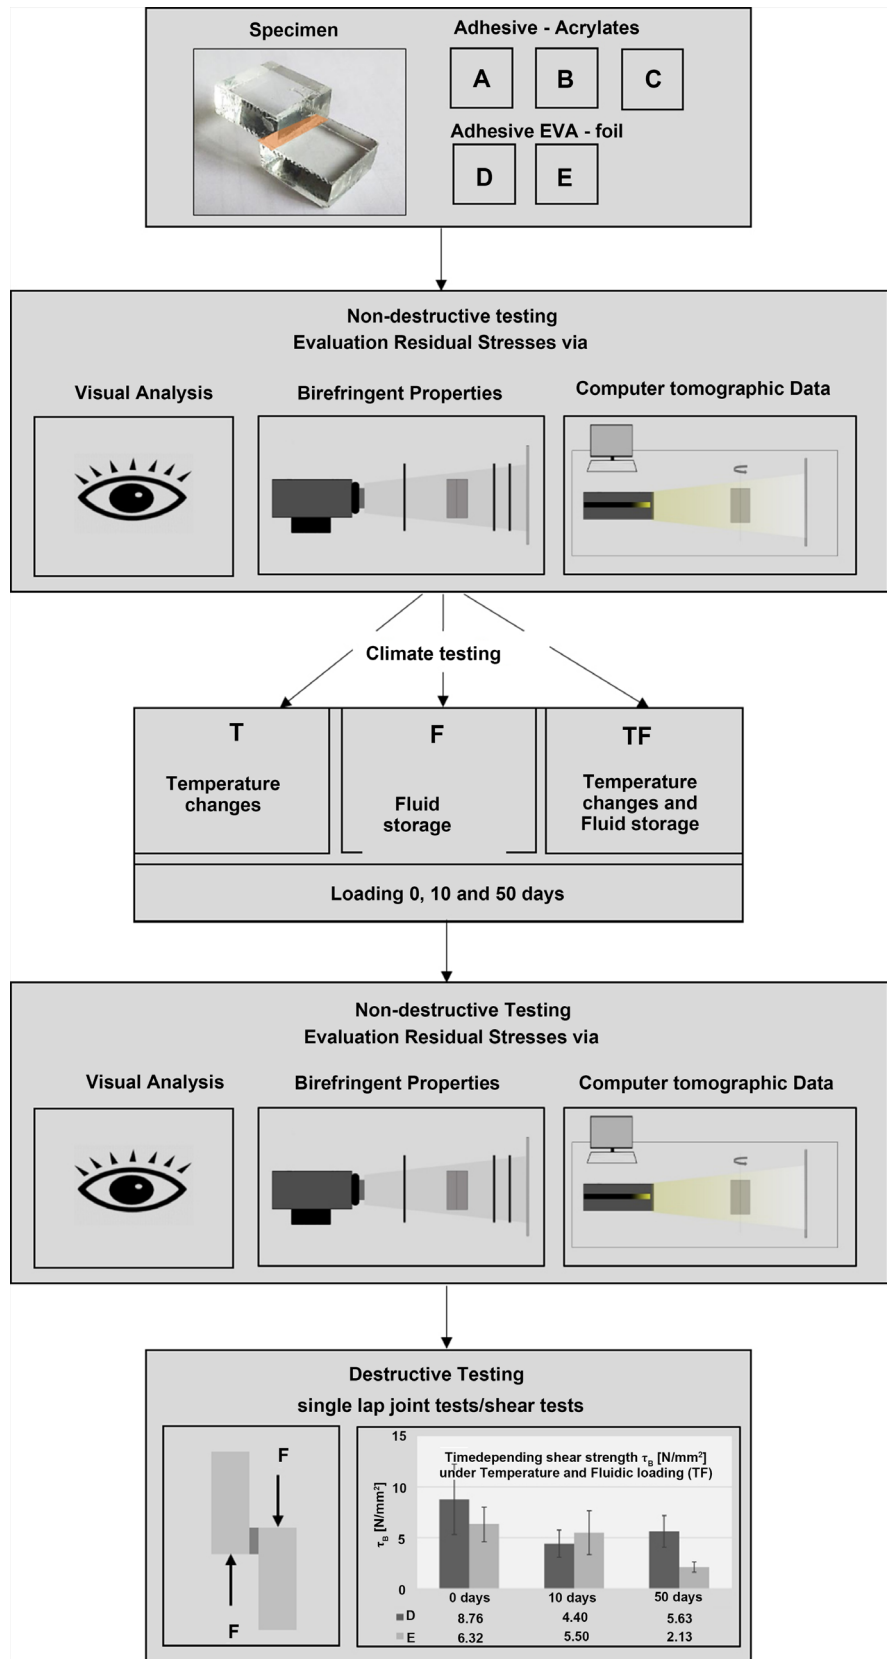 Specimen
Adhesive - Acrylates
A B C
Adhesive EVA - foil
D E
Non-destructive testing
Evaluation Residual Stresses via
Visual Analysis
Birefringent Properties
Computer tomographic Data
Climate testing
T
Temperature
changes
F
Fluid
storage
TF
Temperature
changes and
Fluid storage
Loading 0, 10 and 50 days
Non-destructive Testing
Evaluation Residual Stresses via
Visual Analysis
Birefringent Properties
Computer tomographic Data
Destructive Testing
single lap joint tests/shear tests
F
F
Timedepending shear strength τB [N/mm²]
under Temperature and Fluidic loading (TF)
τB [N/mm²]
15
10
5
0
0 days 10 days 50 days
D 8.76 4.40 5.63
E 6.32 5.50 2.13